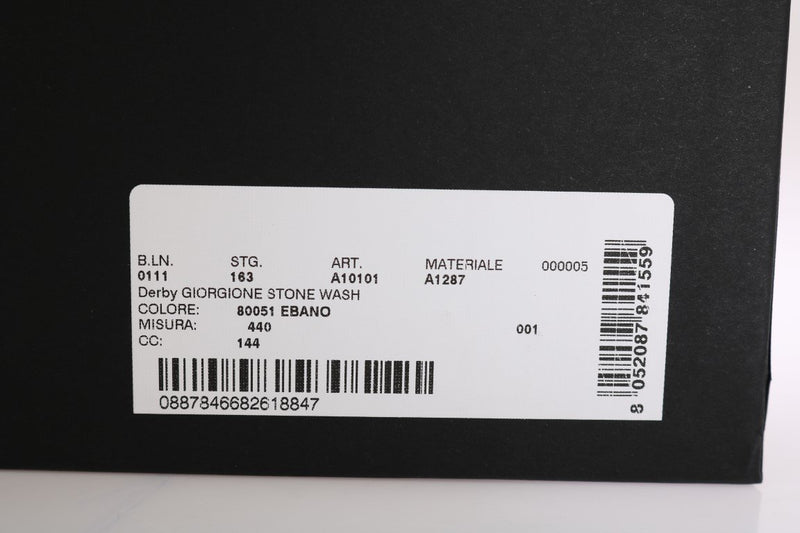 B.LN. STG. ART. MATERIALE 000005
0111 163 A10101 A1287
Derby GIORGIONE STONE WASH
COLORE: 80051 EBANO
MISURA: 440 001
CC: 144
0887846682618847
8 052087 841559